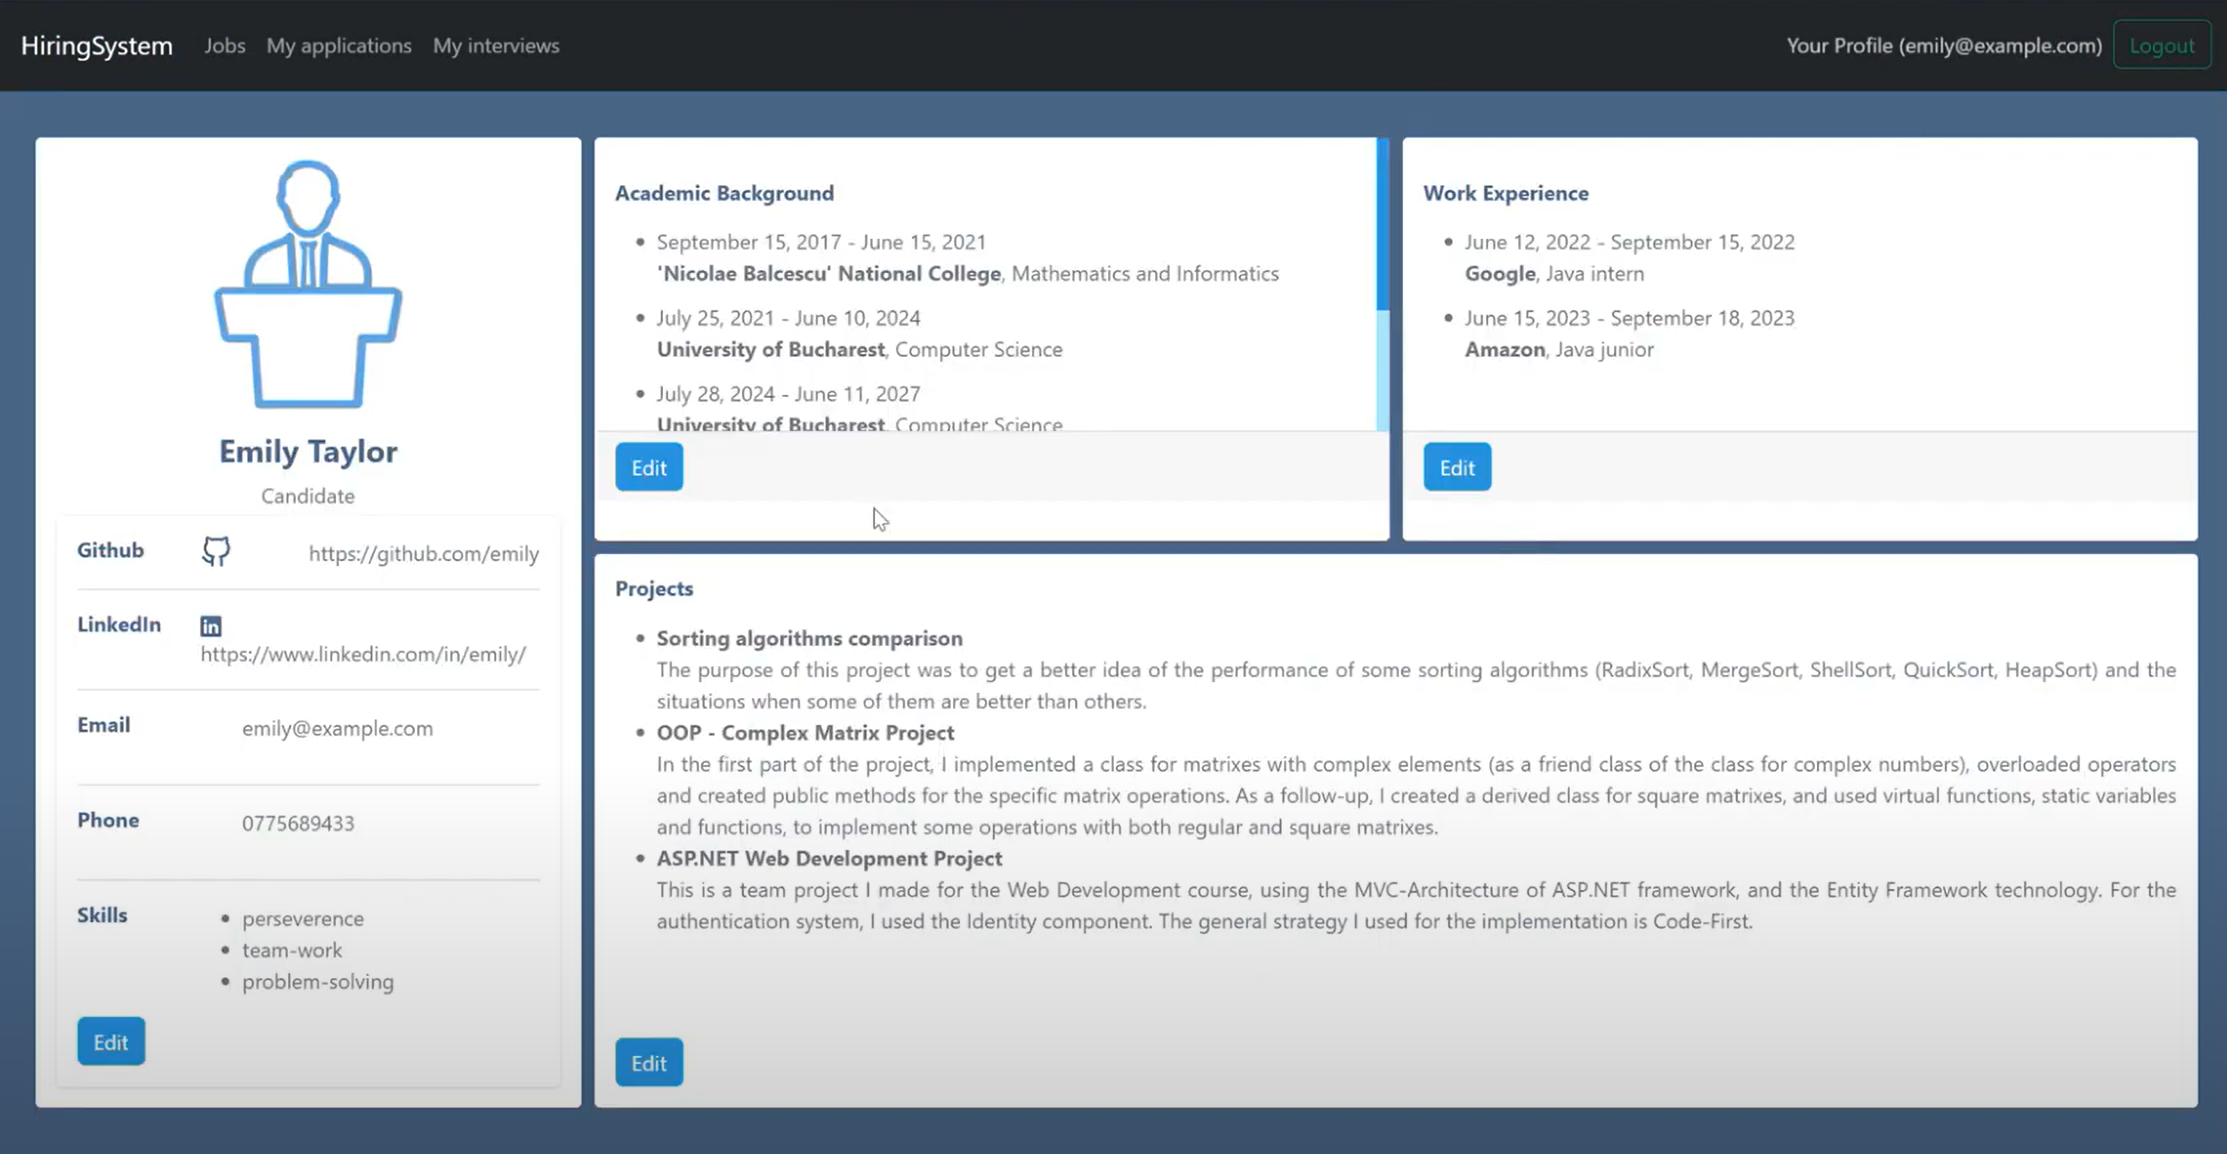 HiringSystem Jobs My applications My interviews Your Profile (emily@example.com) Logout
Emily Taylor
Candidate
Github https://github.com/emily
LinkedIn in
https://www.linkedin.com/in/emily/
Email emily@example.com
Phone 0775689433
Skills
perseverence
team-work
problem-solving
Edit
Academic Background
September 15, 2017 - June 15, 2021
'Nicolae Balcescu' National College, Mathematics and Informatics
July 25, 2021 - June 10, 2024
University of Bucharest, Computer Science
July 28, 2024 - June 11, 2027
University of Bucharest, Computer Science
Edit
Work Experience
June 12, 2022 - September 15, 2022
Google, Java intern
June 15, 2023 - September 18, 2023
Amazon, Java junior
Edit
Projects
Sorting algorithms comparison
The purpose of this project was to get a better idea of the performance of some sorting algorithms (RadixSort, MergeSort, ShellSort, QuickSort, HeapSort) and the
situations when some of them are better than others.
OOP - Complex Matrix Project
In the first part of the project, I implemented a class for matrixes with complex elements (as a friend class of the class for complex numbers), overloaded operators
and created public methods for the specific matrix operations. As a follow-up, I created a derived class for square matrixes, and used virtual functions, static variables
and functions, to implement some operations with both regular and square matrixes.
ASP.NET Web Development Project
This is a team project I made for the Web Development course, using the MVC-Architecture of ASP.NET framework, and the Entity Framework technology. For the
authentication system, I used the Identity component. The general strategy I used for the implementation is Code-First.
Edit